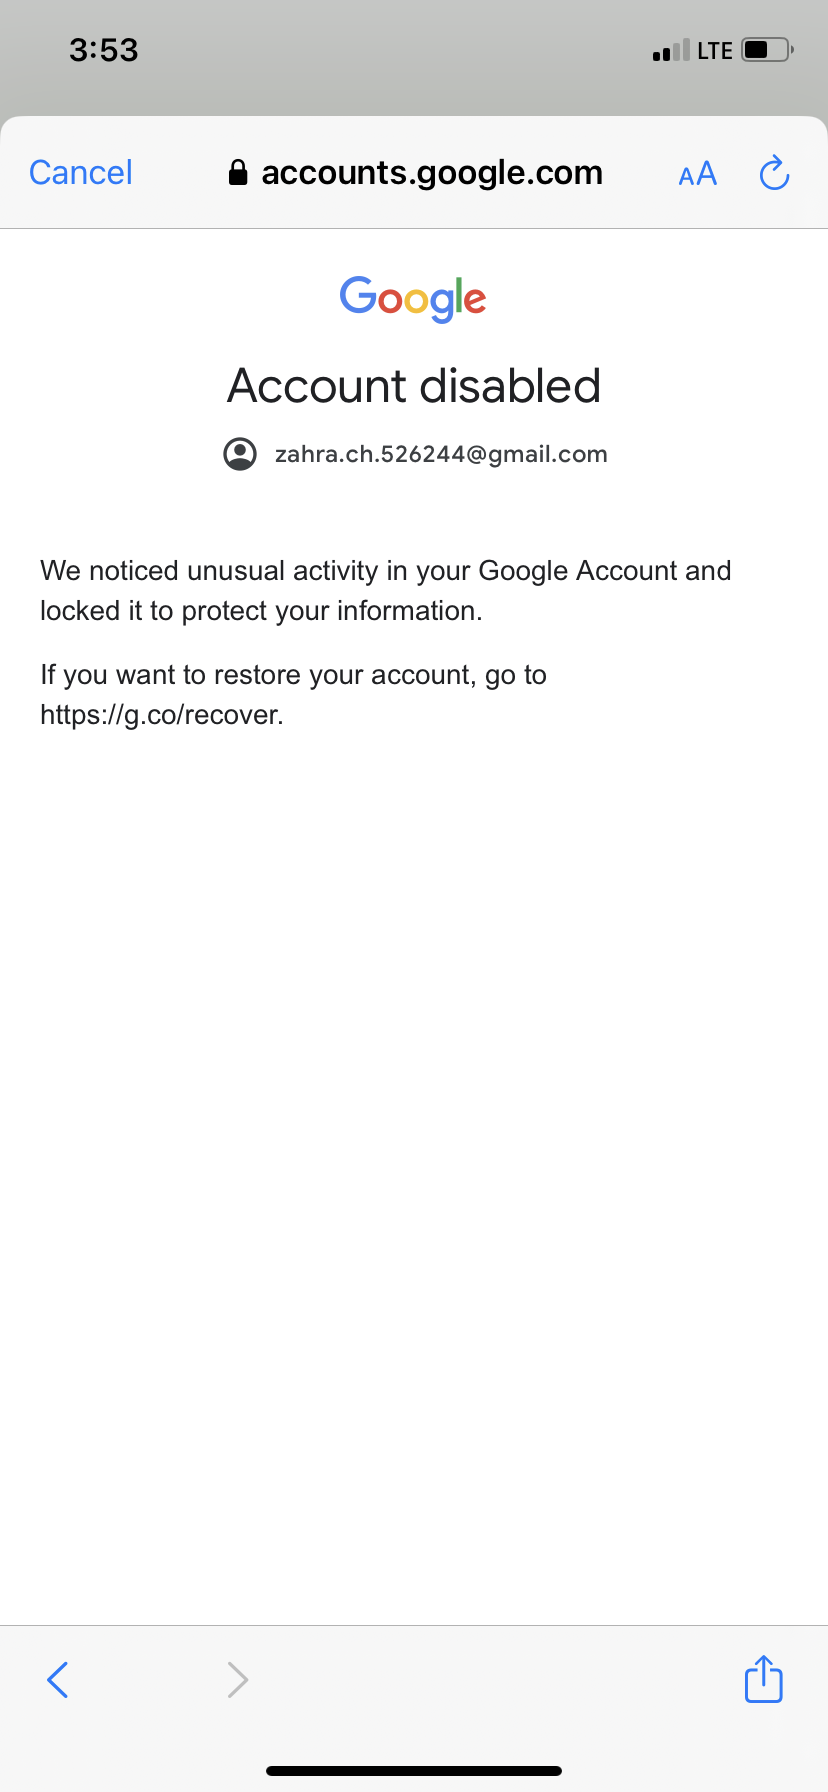 3:53
LTE
Cancel
accounts.google.com
AA
Google
Account disabled
zahra.ch.526244@gmail.com
We noticed unusual activity in your Google Account and
locked it to protect your information.
If you want to restore your account, go to
https://g.co/recover.